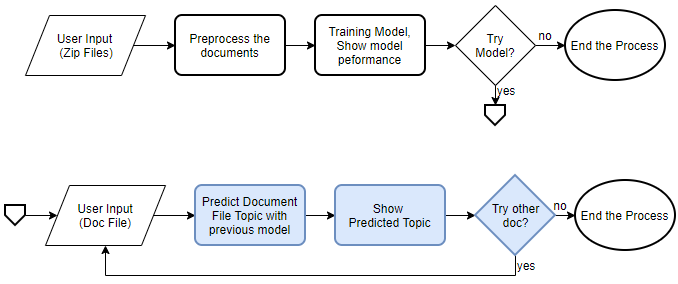 User Input
(Zip Files)
Preprocess the
documents
Training Model,
Show model
peformance
Try
Model?
no
End the Process
yes
User Input
(Doc File)
Predict Document
File Topic with
previous model
Show
Predicted Topic
Try other
doc?
no
End the Process
yes